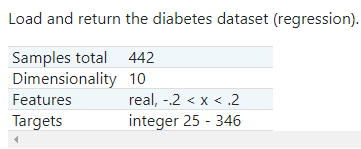 Load and return the diabetes dataset (regression).
Samples total 442
Dimensionality 10
Features real, -.2 < x < .2
Targets integer 25 - 346